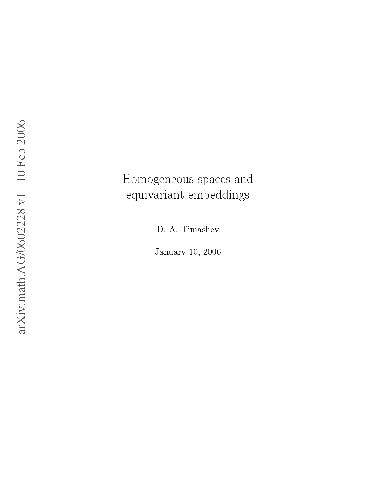 Homogeneous spaces and
equivariant embeddings
D. A. Timashev
January 10, 2006
arXiv:math.AG/0602228 v1 10 Feb 2006